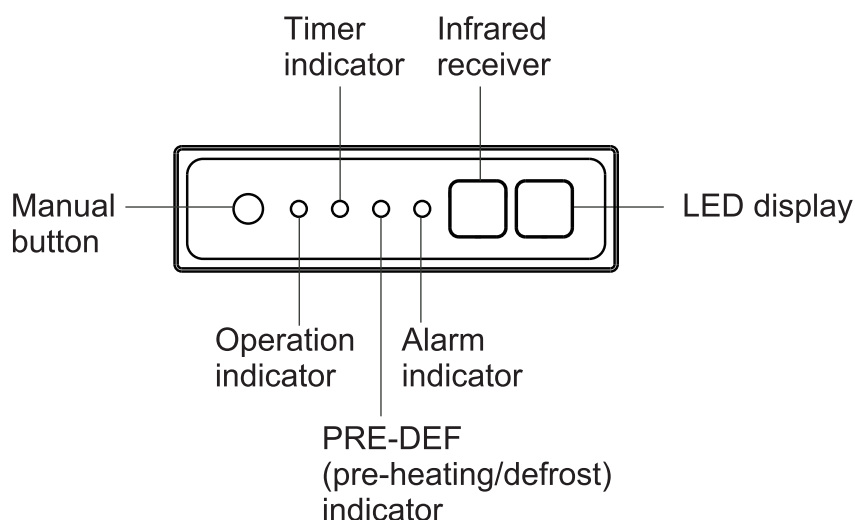 Timer
indicator
Infrared
receiver
Manual
button
LED display
Operation
indicator
Alarm
indicator
PRE-DEF
(pre-heating/defrost)
indicator